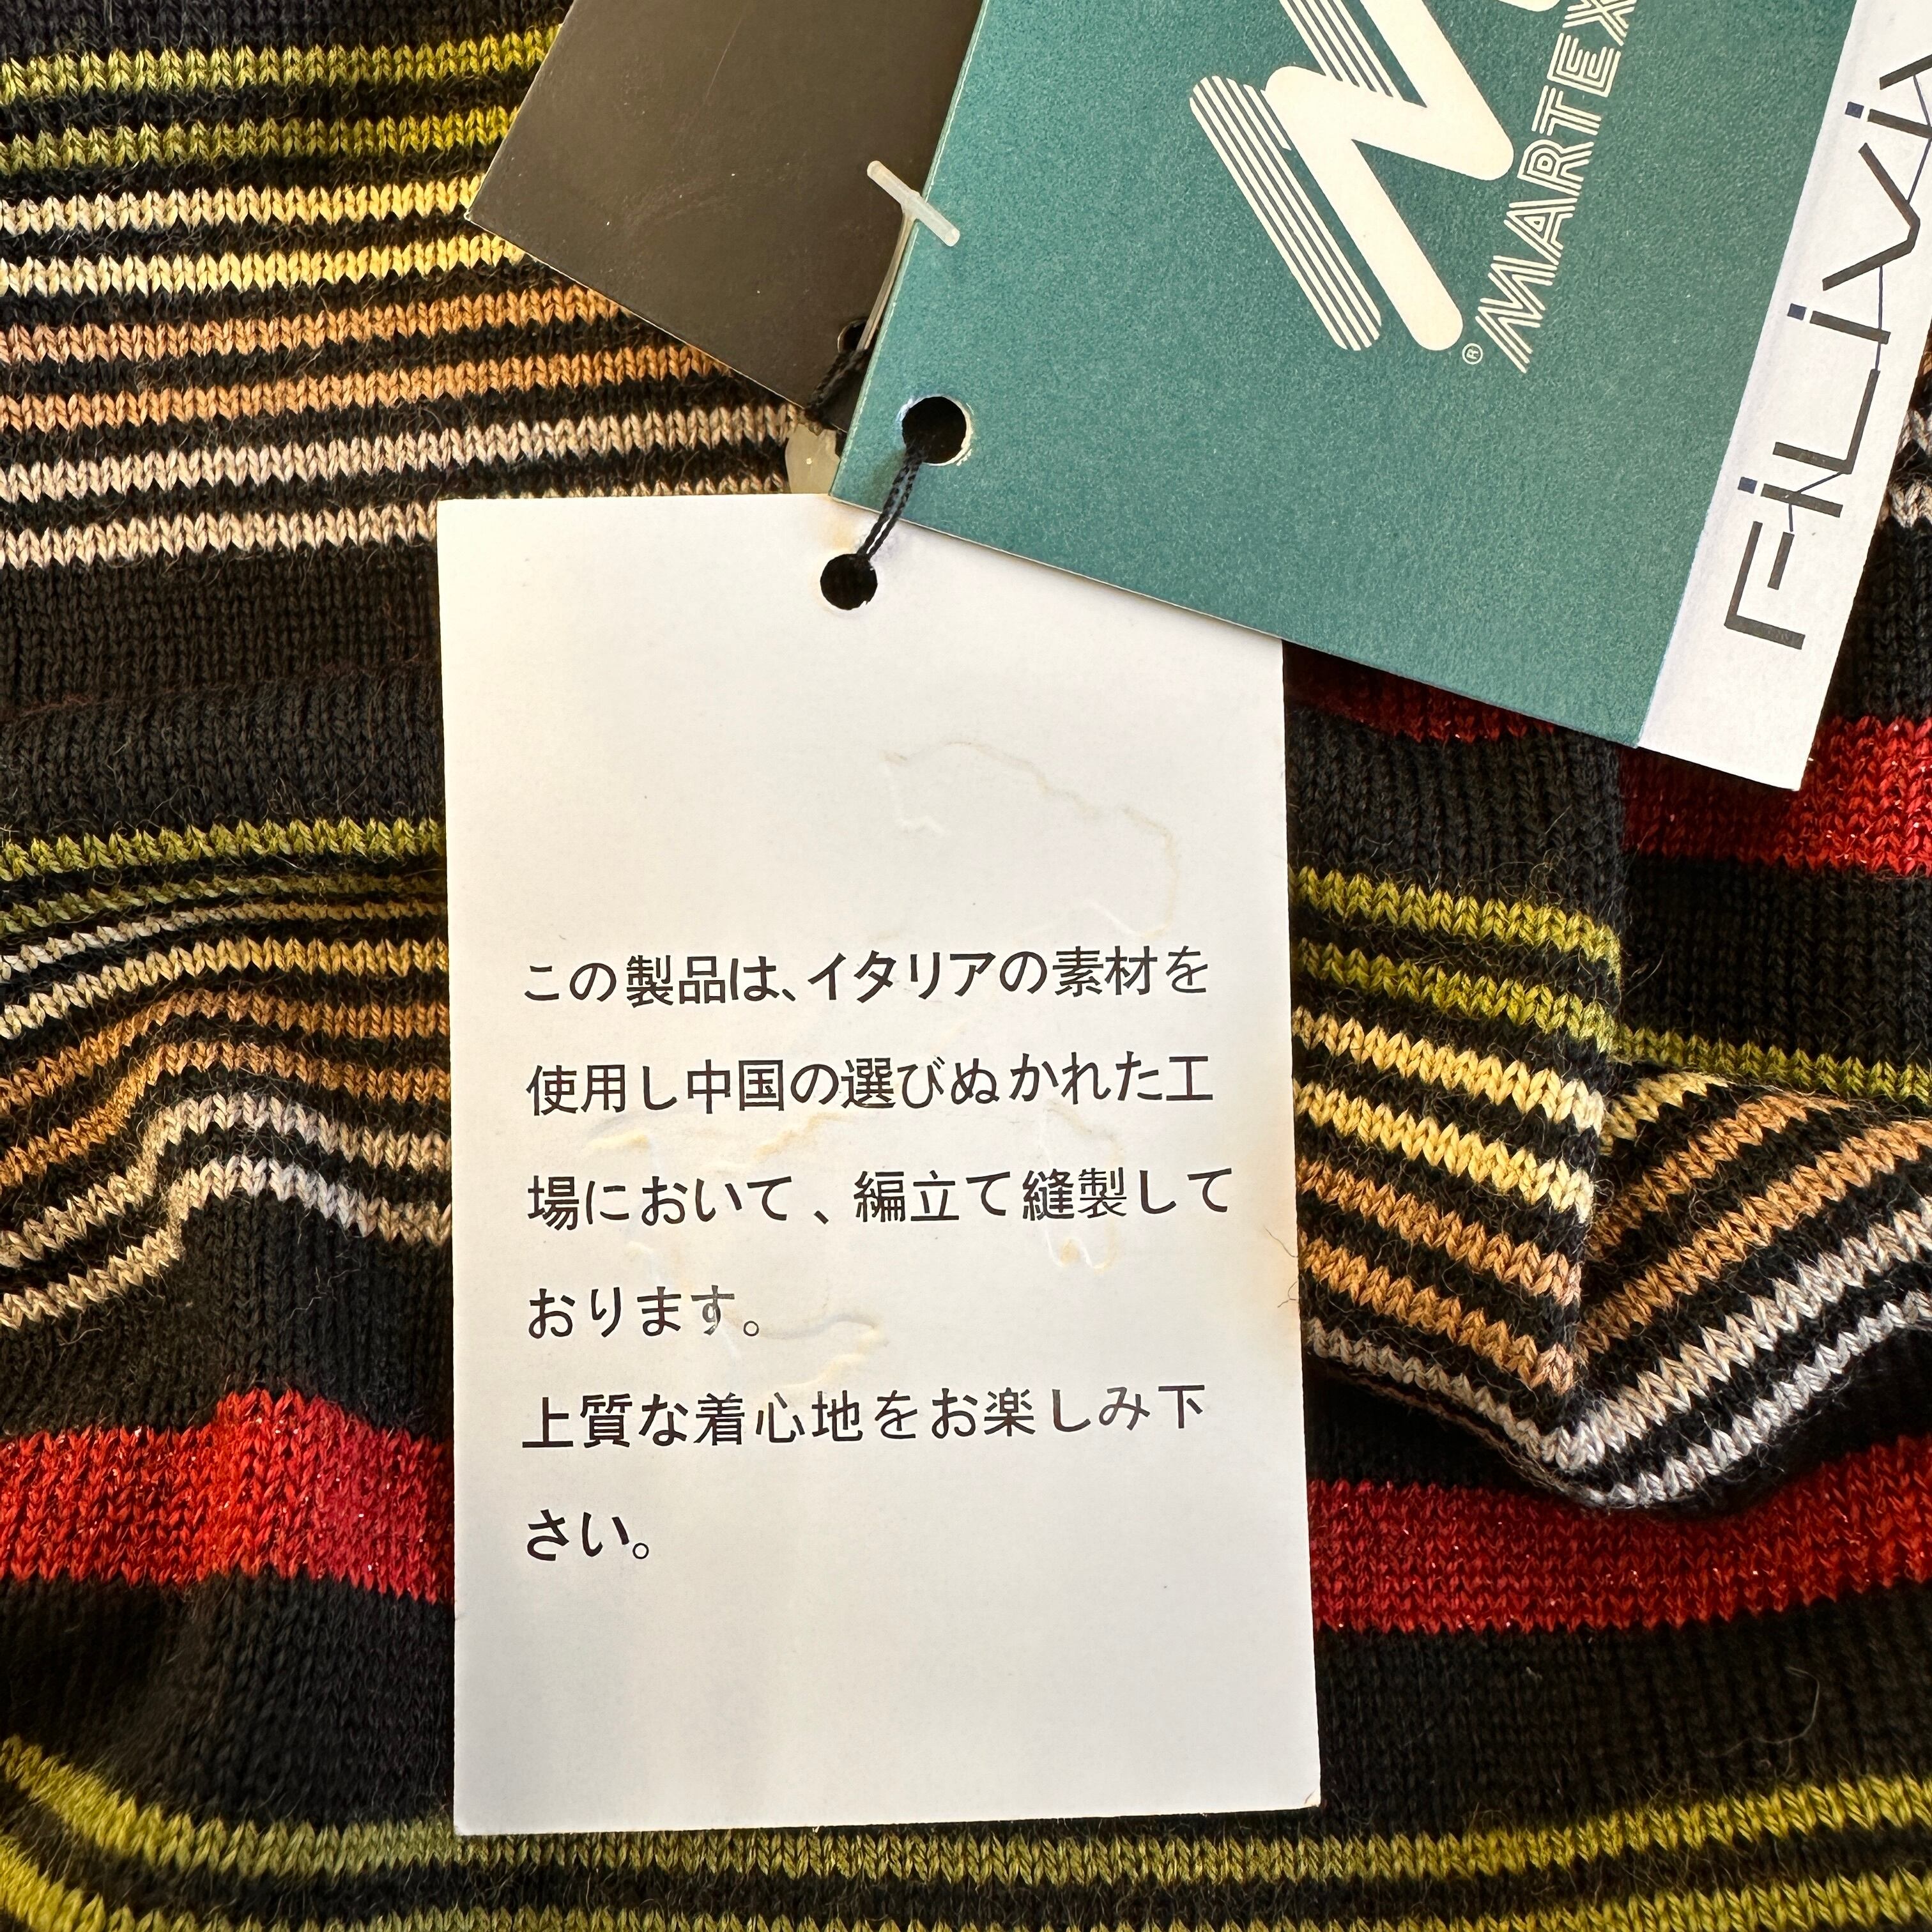 MARTEX
®
FiLiVi
この製品は、イタリアの素材を
使用し中国の選びぬかれた工
場において、編立て縫製して
おります。
上質な着心地をお楽しみ下
さい。